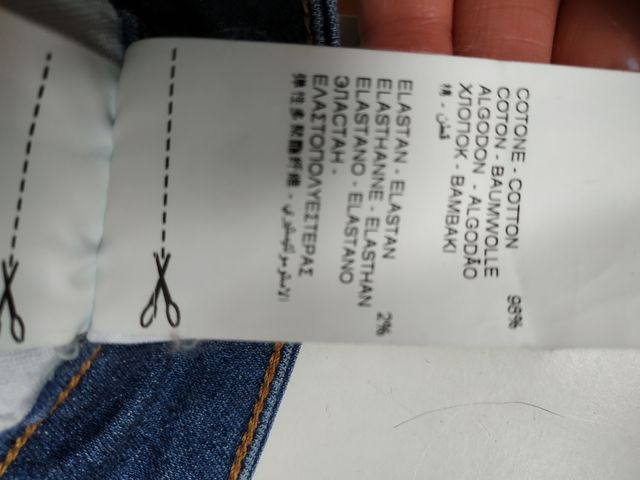 COTONE - COTTON 98%
COTON - BAUMWOLLE
ALGODON - ALGODÃO
ХЛОПОК - ΒΑΜΒΑΚΙ
棉 - قطن
ELASTAN - ELASTAN 2%
ELASTHANNE - ELASTHAN
ELASTANO - ELASTANO
ЭЛАСТАН -
ΕΛΑΣΤΟΠΟΛΥΕΣΤΕΡΑΣ
弹性多聚酯纤维 -